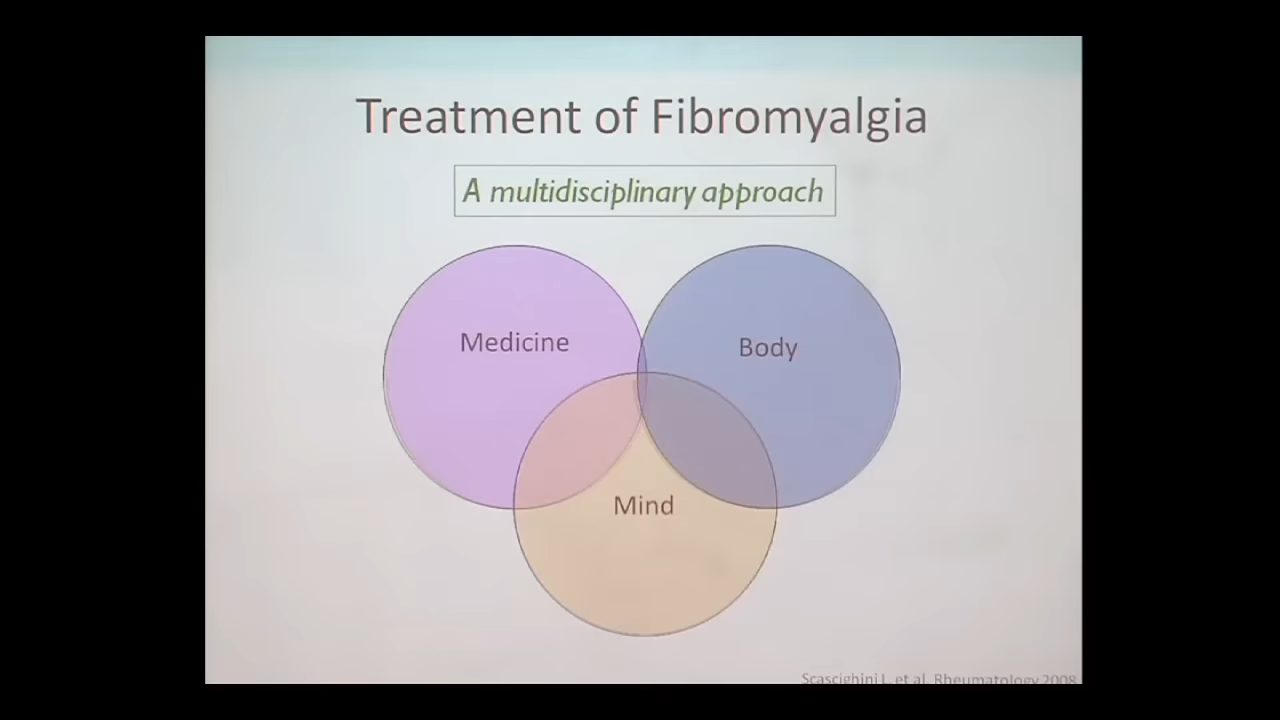 Treatment of Fibromyalgia
A multidisciplinary approach
Medicine
Body
Mind
Scascighini L. et al. Rheumatology 2008